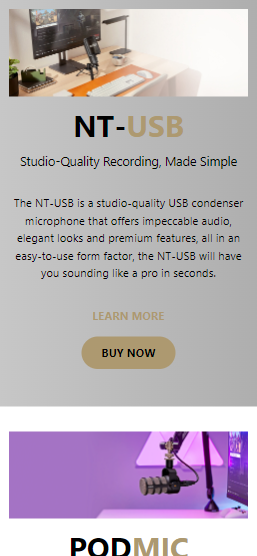 NT-USB
Studio-Quality Recording, Made Simple
The NT-USB is a studio-quality USB condenser
microphone that offers impeccable audio,
elegant looks and premium features, all in an
easy-to-use form factor, the NT-USB will have
you sounding like a pro in seconds.
LEARN MORE
BUY NOW
PODMIC